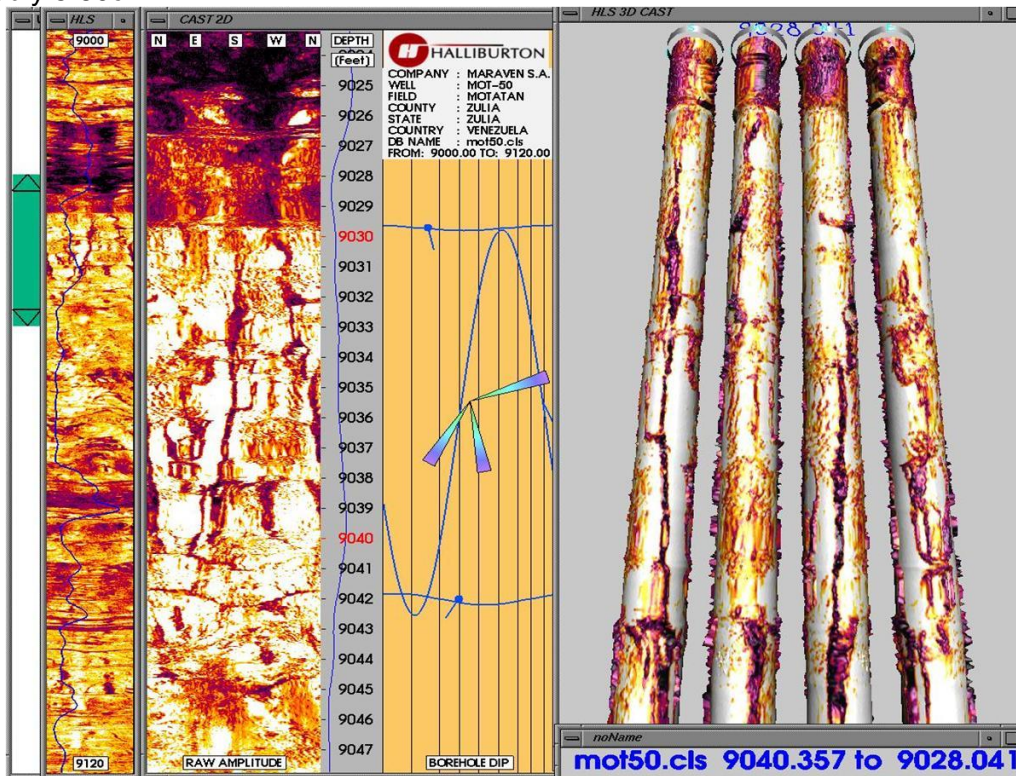 HLS
CAST 2D
HLS 3D CAST
9000
N E S W N
DEPTH
(Feet)
HALLIBURTON
COMPANY : MARAVEN S.A.
WELL : MOT-50
FIELD : MOTATAN
COUNTY : ZULIA
STATE : ZULIA
COUNTRY : VENEZUELA
DB NAME : mot50.cls
FROM: 9000.00 TO: 9120.00
9025
9026
9027
9028
9029
9030
9031
9032
9033
9034
9035
9036
9037
9038
9039
9040
9041
9042
9043
9044
9045
9046
9047
9120
RAW AMPLITUDE
BOREHOLE DIP
noName
mot50.cls 9040.357 to 9028.041